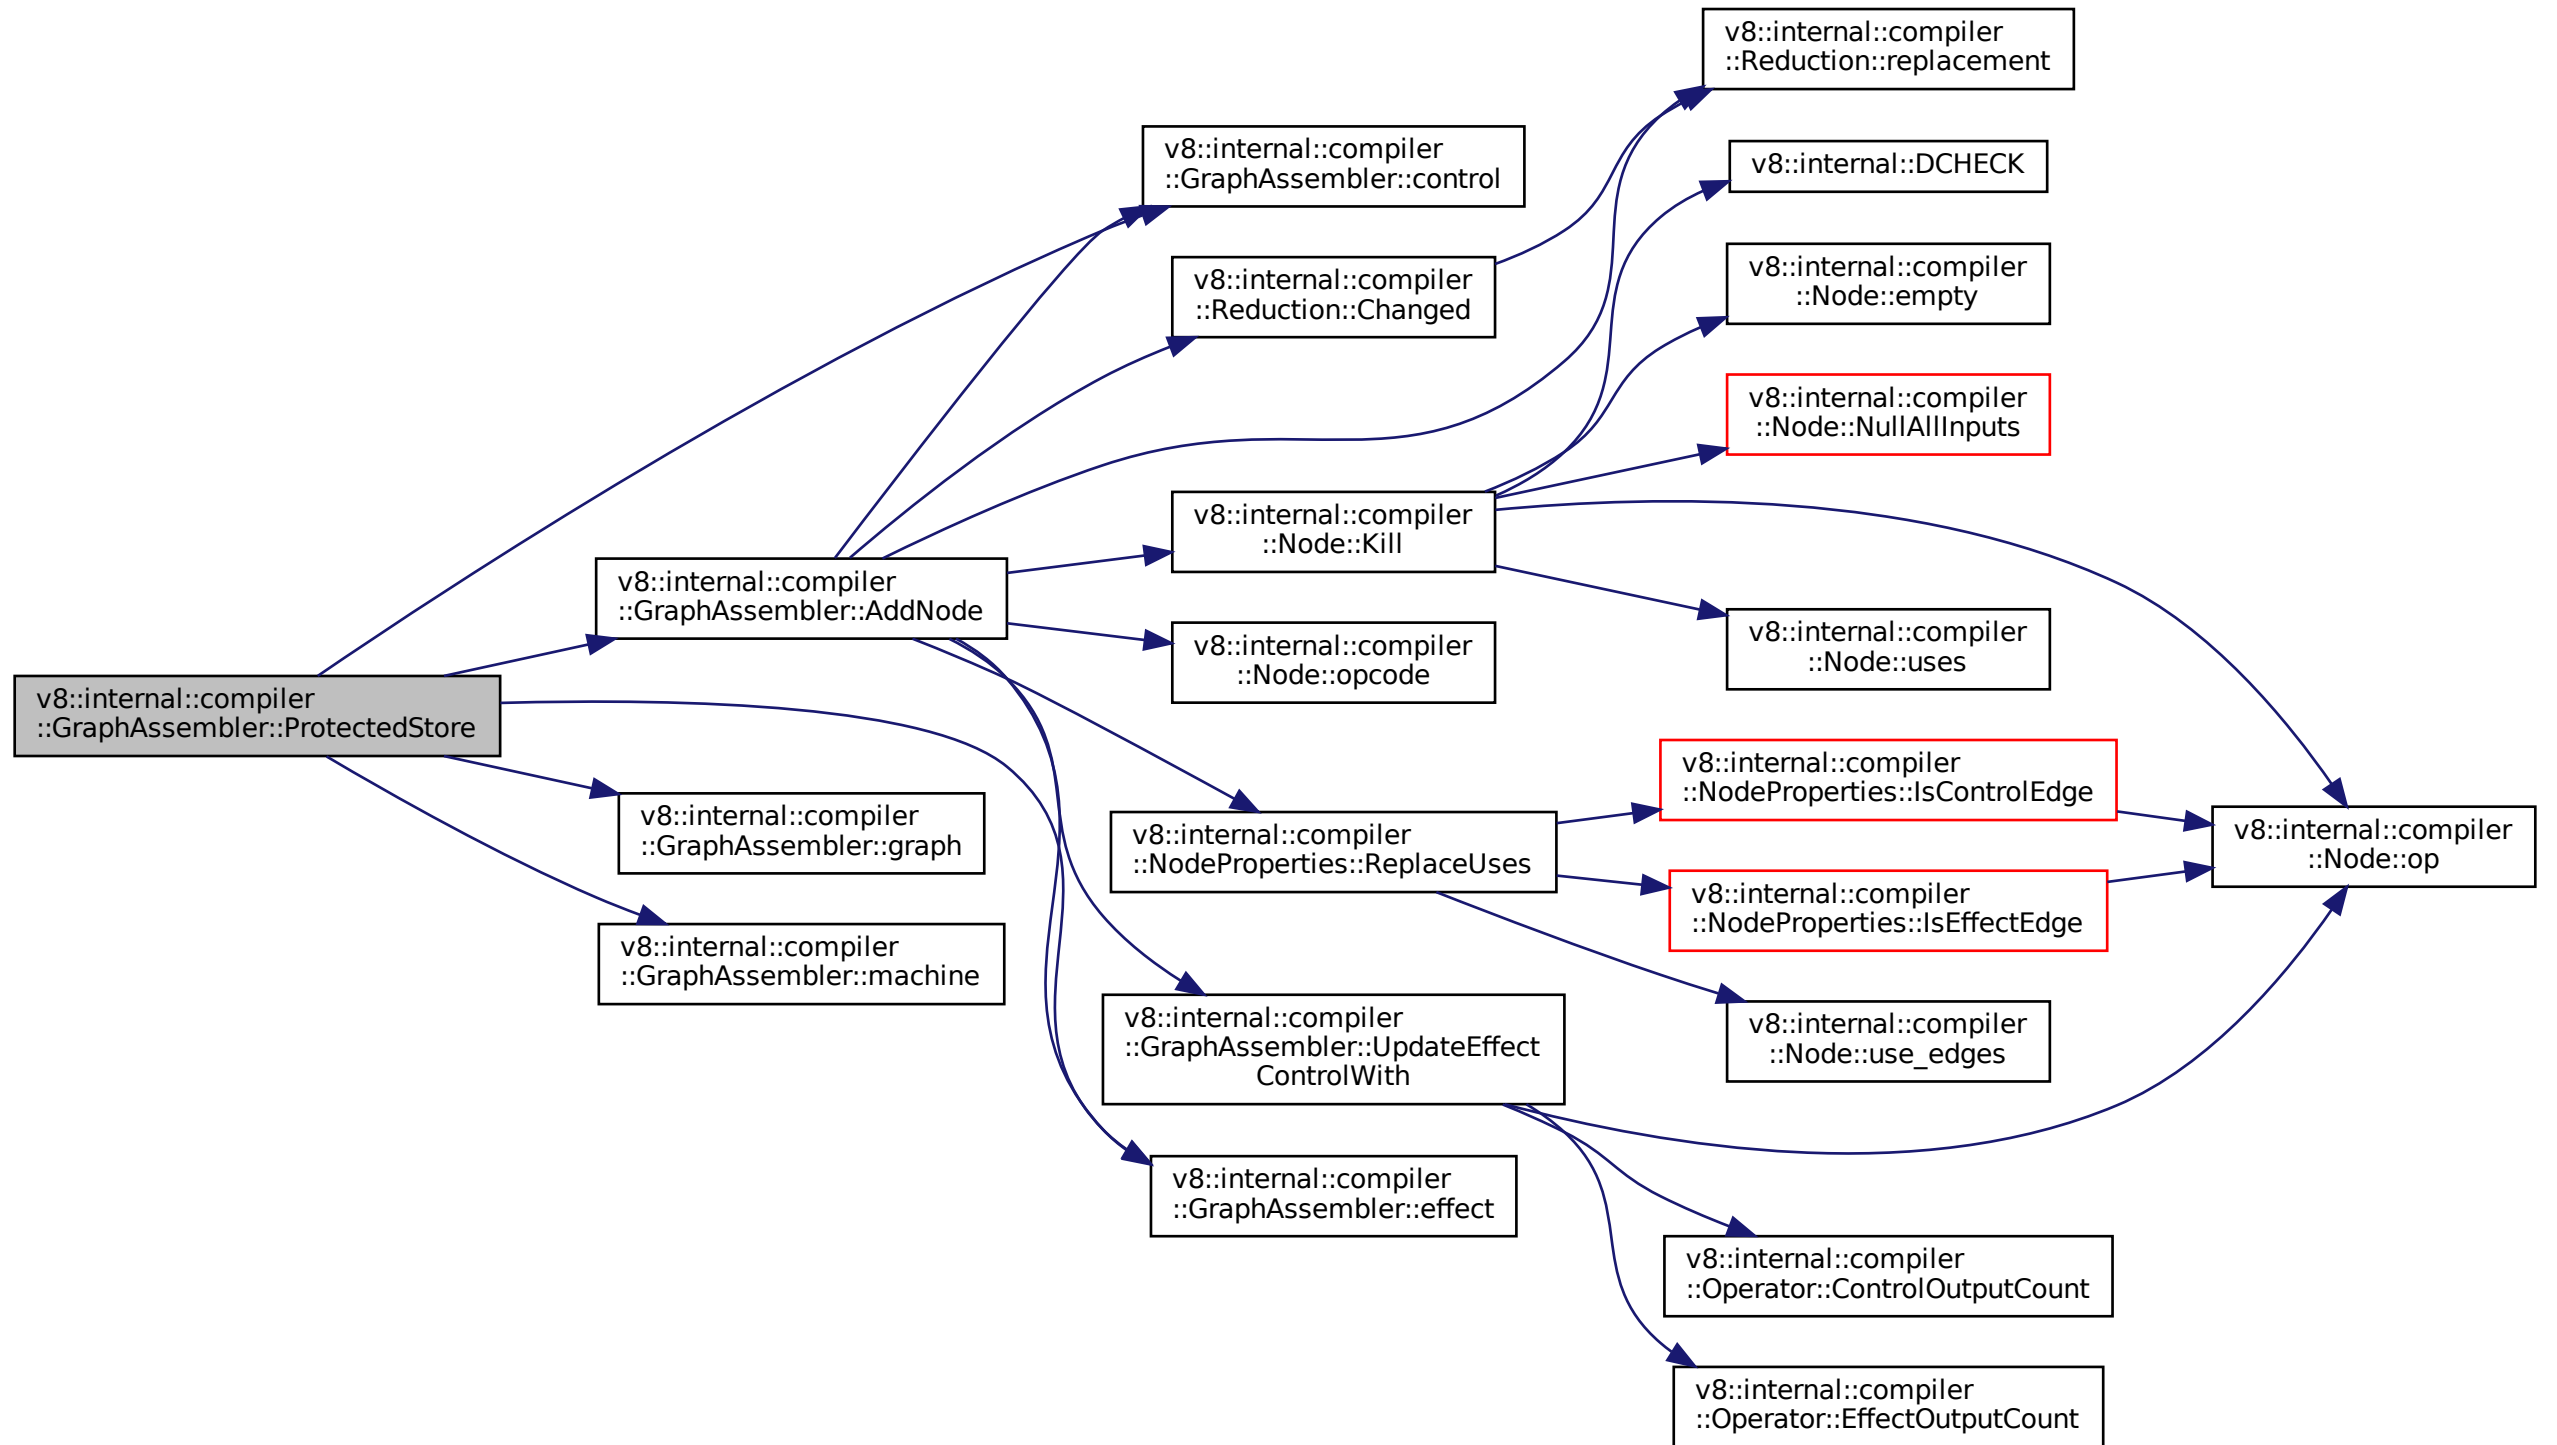 v8::internal::compiler
::GraphAssembler::ProtectedStore
v8::internal::compiler
::GraphAssembler::AddNode
v8::internal::compiler
::GraphAssembler::graph
v8::internal::compiler
::GraphAssembler::machine
v8::internal::compiler
::GraphAssembler::control
v8::internal::compiler
::Reduction::Changed
v8::internal::compiler
::Node::Kill
v8::internal::compiler
::Node::opcode
v8::internal::compiler
::NodeProperties::ReplaceUses
v8::internal::compiler
::GraphAssembler::UpdateEffect
ControlWith
v8::internal::compiler
::GraphAssembler::effect
v8::internal::compiler
::Reduction::replacement
v8::internal::DCHECK
v8::internal::compiler
::Node::empty
v8::internal::compiler
::Node::NullAllInputs
v8::internal::compiler
::Node::uses
v8::internal::compiler
::NodeProperties::IsControlEdge
v8::internal::compiler
::NodeProperties::IsEffectEdge
v8::internal::compiler
::Node::use_edges
v8::internal::compiler
::Operator::ControlOutputCount
v8::internal::compiler
::Operator::EffectOutputCount
v8::internal::compiler
::Node::op